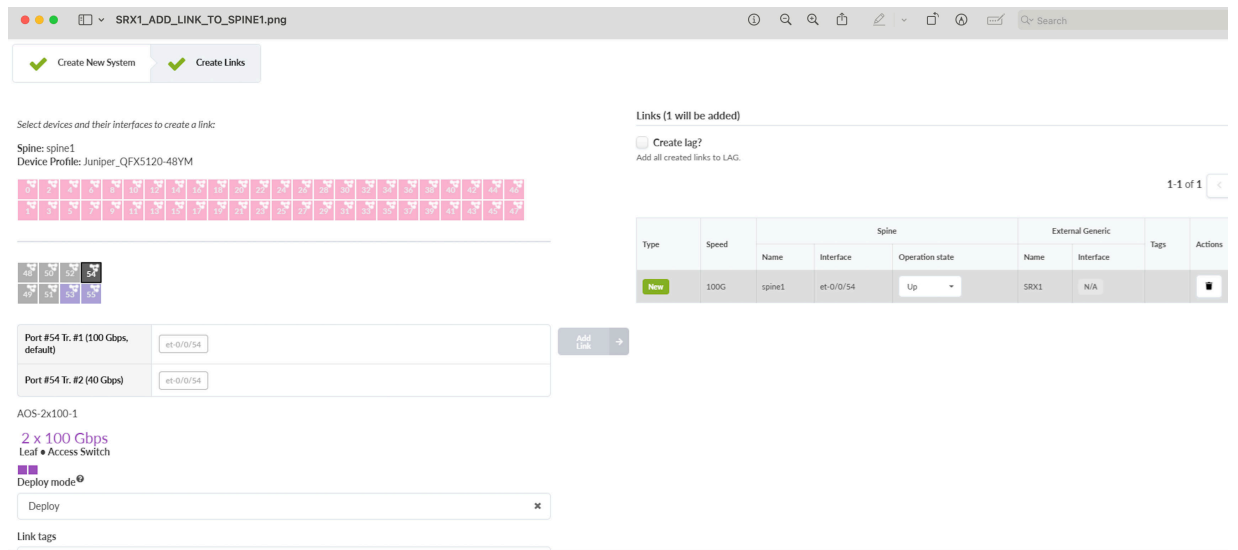 SRX1_ADD_LINK_TO_SPINE1.png
Search
Create New System
Create Links
Select devices and their interfaces to create a link:
Spine: spine1
Device Profile: Juniper_QFX5120-48YM
0 2 4 6 8 10 12 14 16 18 20 22 24 26 28 30 32 34 36 38 40 42 44 46
1 3 5 7 9 11 13 15 17 19 21 23 25 27 29 31 33 35 37 39 41 43 45 47
48 50 52 54
49 51 53 55
Port #54 Tr. #1 (100 Gbps,
default)
et-0/0/54
Port #54 Tr. #2 (40 Gbps)
et-0/0/54
Add
Link
AOS-2x100-1
2 x 100 Gbps
Leaf • Access Switch
Deploy mode
Deploy
Link tags
Links (1 will be added)
Create lag?
Add all created links to LAG.
1-1 of 1
Type Speed Spine External Generic Tags Actions
Name Interface Operation state Name Interface
New 100G spine1 et-0/0/54 Up SRX1 N/A